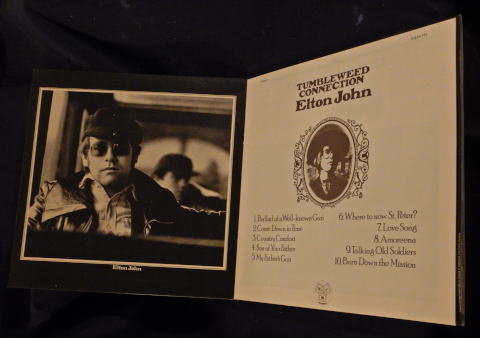 Elton John
TUMBLEWEED
CONNECTION
Elton John
1. Ballad of a Well-known Gun
2. Come Down in Time
3. Country Comfort
4. Son of Your Father
5. My Father's Gun
6. Where to now St. Peter?
7. Love Song
8. Amoreena
9. Talking Old Soldiers
10. Burn Down the Mission